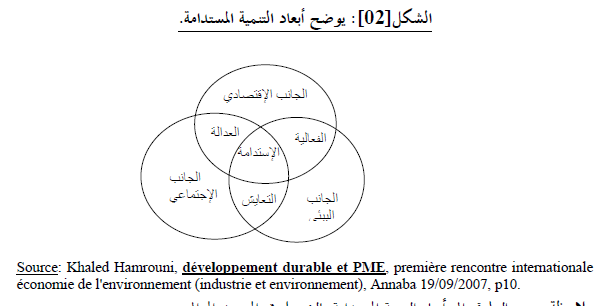 الشكل[02]: يوضح أبعاد التنمية المستدامة.
الجانب الإقتصادي
العدالة
الفعالية
الإستدامة
الجانب
الإجتماعي
التعايش
الجانب
البيئي
Source: Khaled Hamrouni, développement durable et PME, première rencontre internationale
économie de l'environnement (industrie et environnement), Annaba 19/09/2007, p10.